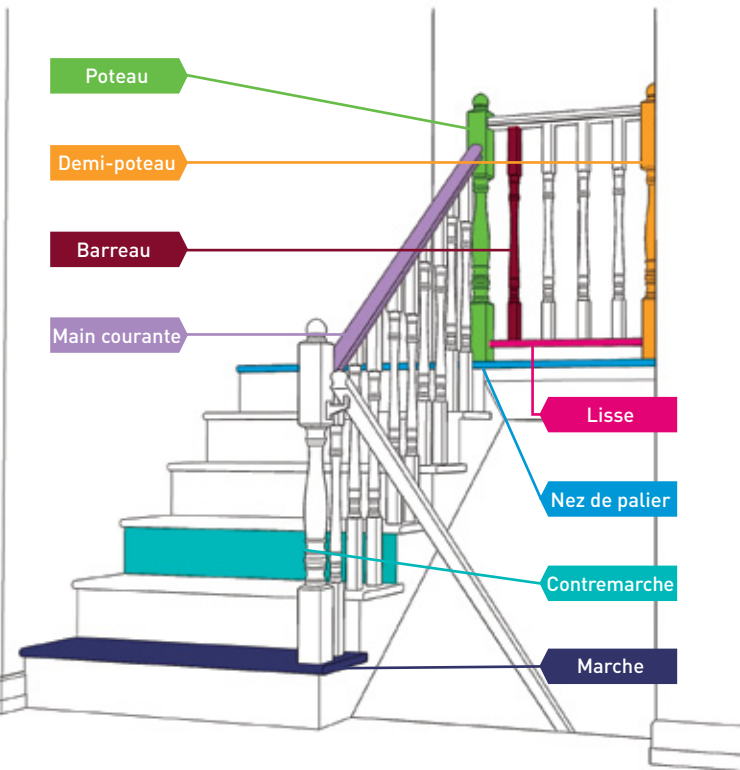 Poteau
Demi-poteau
Barreau
Main courante
Lisse
Nez de palier
Contremarche
Marche